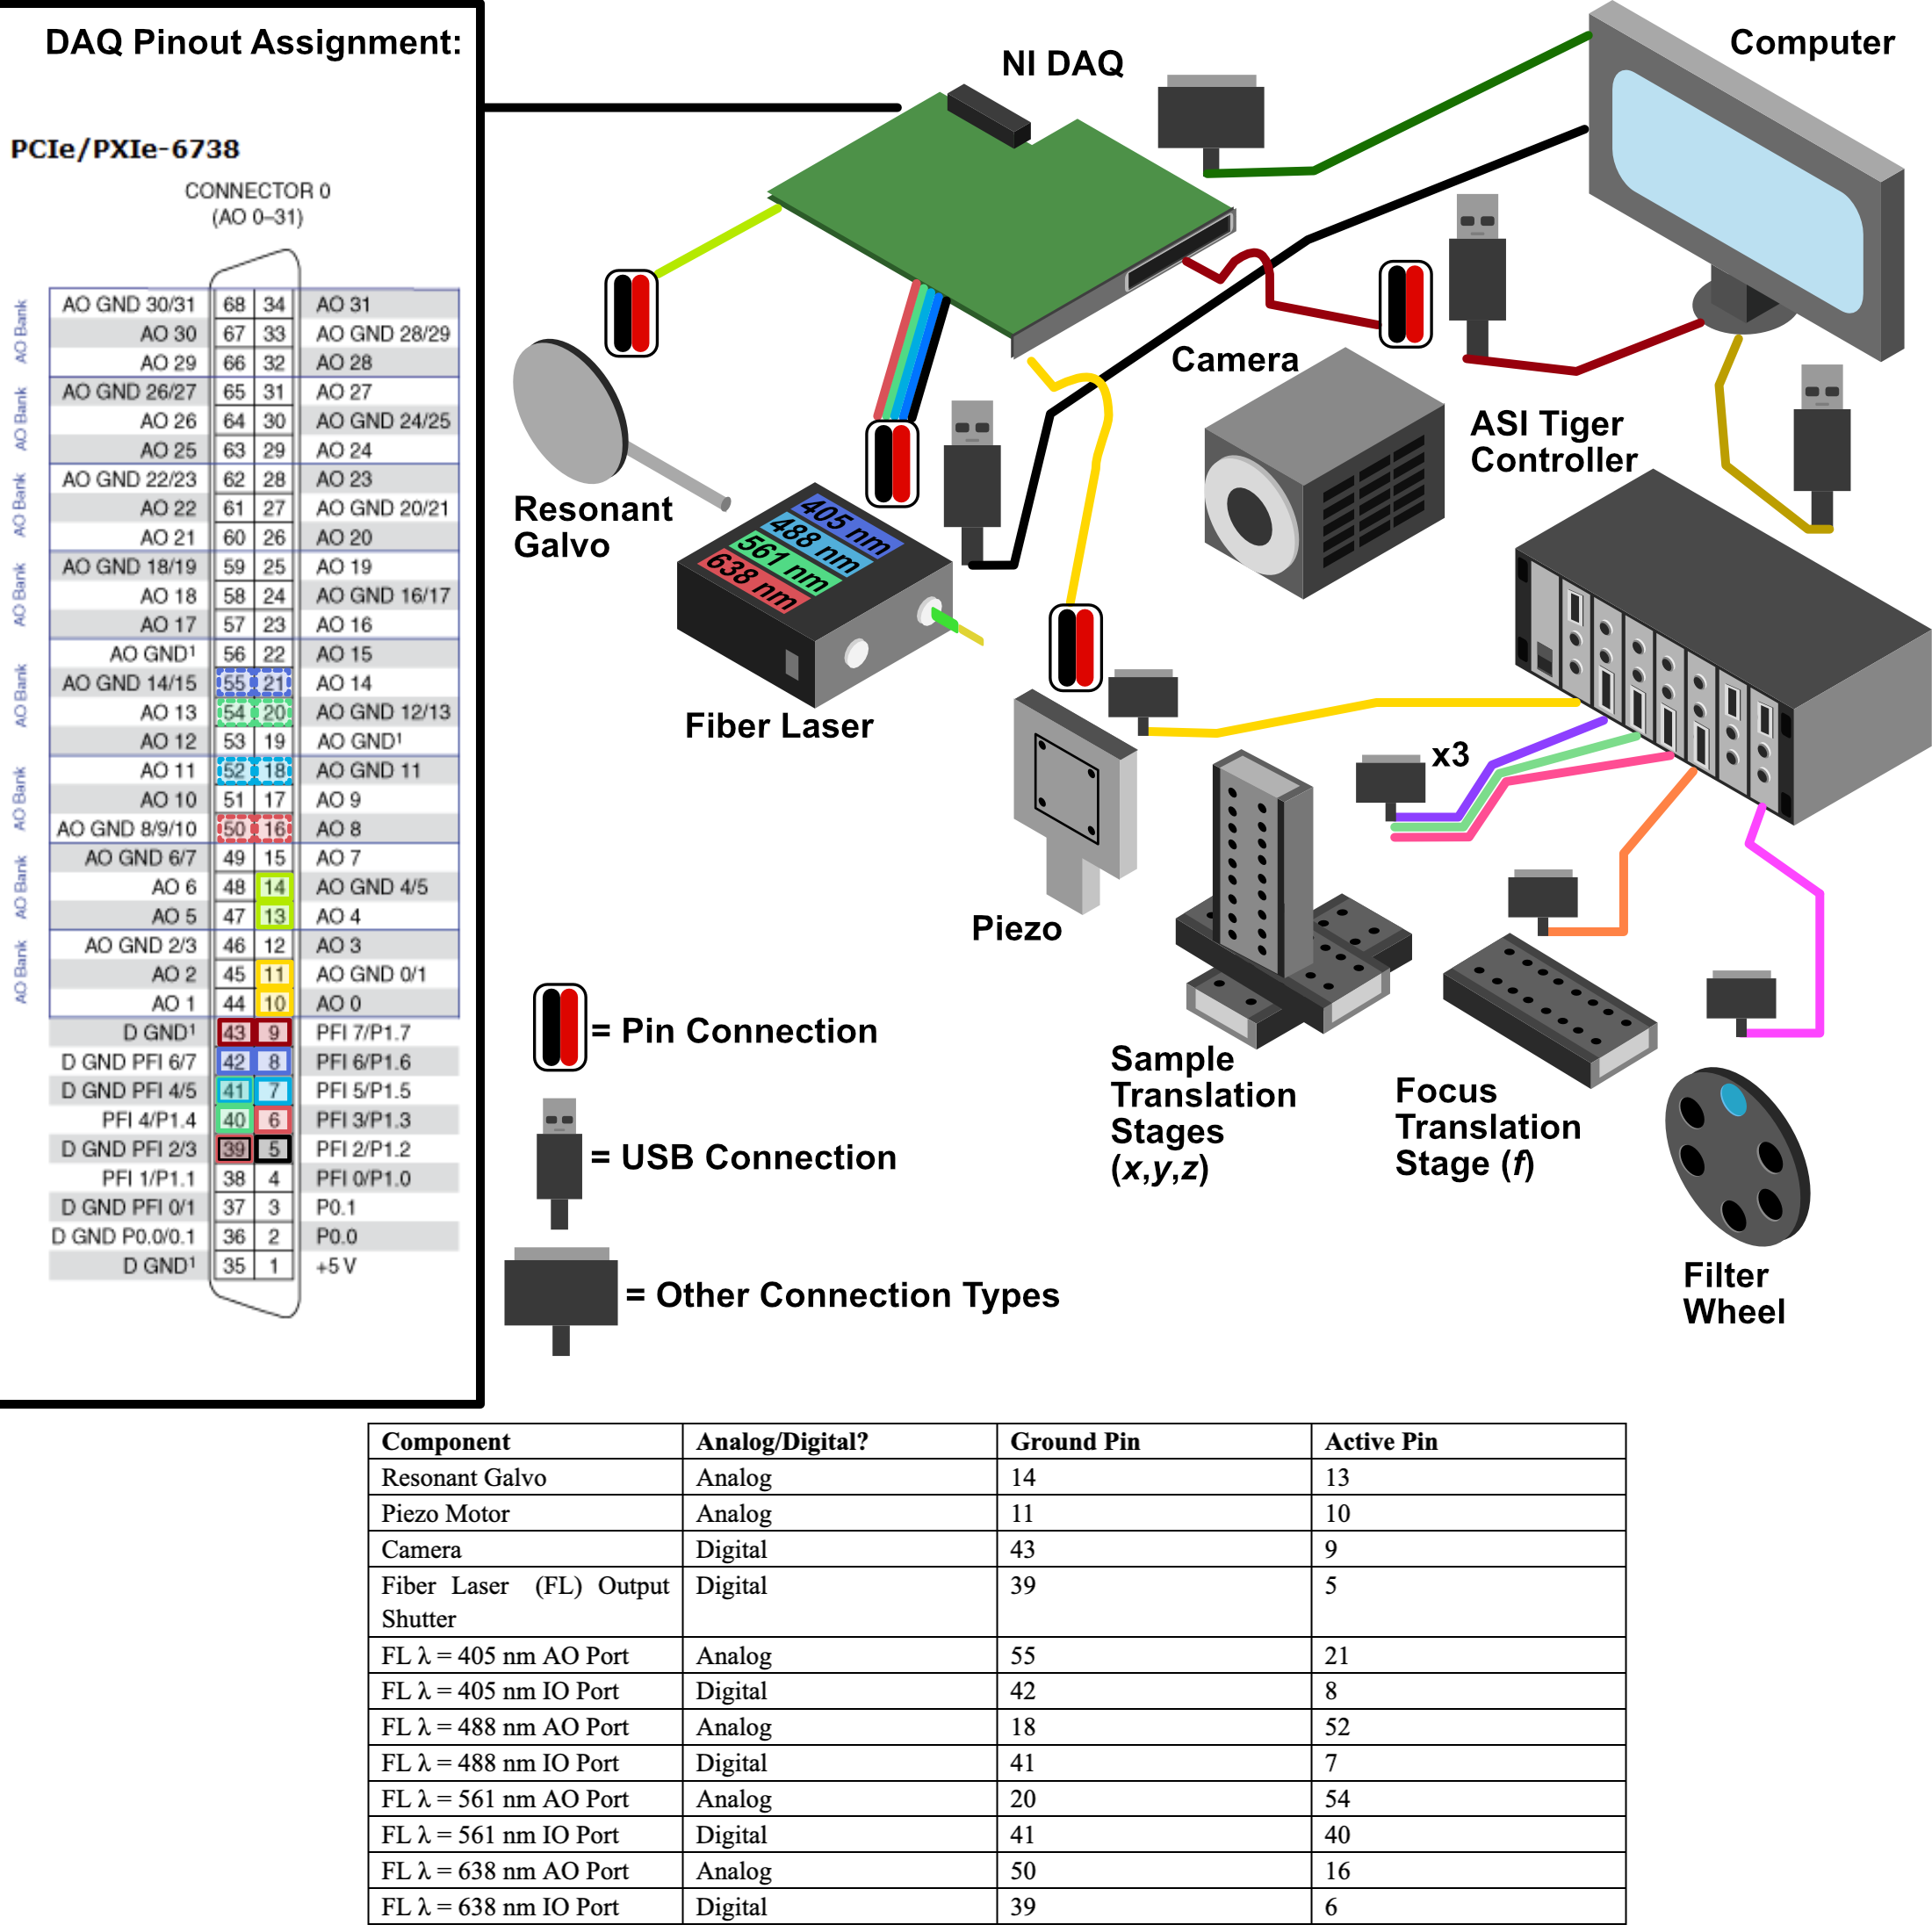 DAQ Pinout Assignment:
PCIe/PXIe-6738
CONNECTOR 0
(AO 0–31)
AO GND 30/31 68 34 AO 31
AO 30 67 33 AO GND 28/29
AO 29 66 32 AO 28
AO GND 26/27 65 31 AO 27
AO 26 64 30 AO GND 24/25
AO 25 63 29 AO 24
AO GND 22/23 62 28 AO 23
AO 22 61 27 AO GND 20/21
AO 21 60 26 AO 20
AO GND 18/19 59 25 AO 19
AO 18 58 24 AO GND 16/17
AO 17 57 23 AO 16
AO GND¹ 56 22 AO 15
AO GND 14/15 55 21 AO 14
AO 13 54 20 AO GND 12/13
AO 12 53 19 AO GND¹
AO 11 52 18 AO GND 11
AO 10 51 17 AO 9
AO GND 8/9/10 50 16 AO 8
AO GND 6/7 49 15 AO 7
AO 6 48 14 AO GND 4/5
AO 5 47 13 AO 4
AO GND 2/3 46 12 AO 3
AO 2 45 11 AO GND 0/1
AO 1 44 10 AO 0
D GND¹ 43 9 PFI 7/P1.7
D GND PFI 6/7 42 8 PFI 6/P1.6
D GND PFI 4/5 41 7 PFI 5/P1.5
PFI 4/P1.4 40 6 PFI 3/P1.3
D GND PFI 2/3 39 5 PFI 2/P1.2
PFI 1/P1.1 38 4 PFI 0/P1.0
D GND PFI 0/1 37 3 P0.1
D GND P0.0/0.1 36 2 P0.0
D GND¹ 35 1 +5 V
AO Bank
AO Bank
AO Bank
AO Bank
AO Bank
AO Bank
AO Bank
AO Bank
NI DAQ
Computer
Camera
ASI Tiger
Controller
Resonant
Galvo
405 nm
488 nm
561 nm
638 nm
Fiber Laser
x3
Piezo
Sample
Translation
Stages
(x,y,z)
Focus
Translation
Stage (f)
Filter
Wheel
= Pin Connection
= USB Connection
= Other Connection Types
Component Analog/Digital? Ground Pin Active Pin
Resonant Galvo Analog 14 13
Piezo Motor Analog 11 10
Camera Digital 43 9
Fiber Laser (FL) Output Digital 39 5
Shutter
FL λ = 405 nm AO Port Analog 55 21
FL λ = 405 nm IO Port Digital 42 8
FL λ = 488 nm AO Port Analog 18 52
FL λ = 488 nm IO Port Digital 41 7
FL λ = 561 nm AO Port Analog 20 54
FL λ = 561 nm IO Port Digital 41 40
FL λ = 638 nm AO Port Analog 50 16
FL λ = 638 nm IO Port Digital 39 6